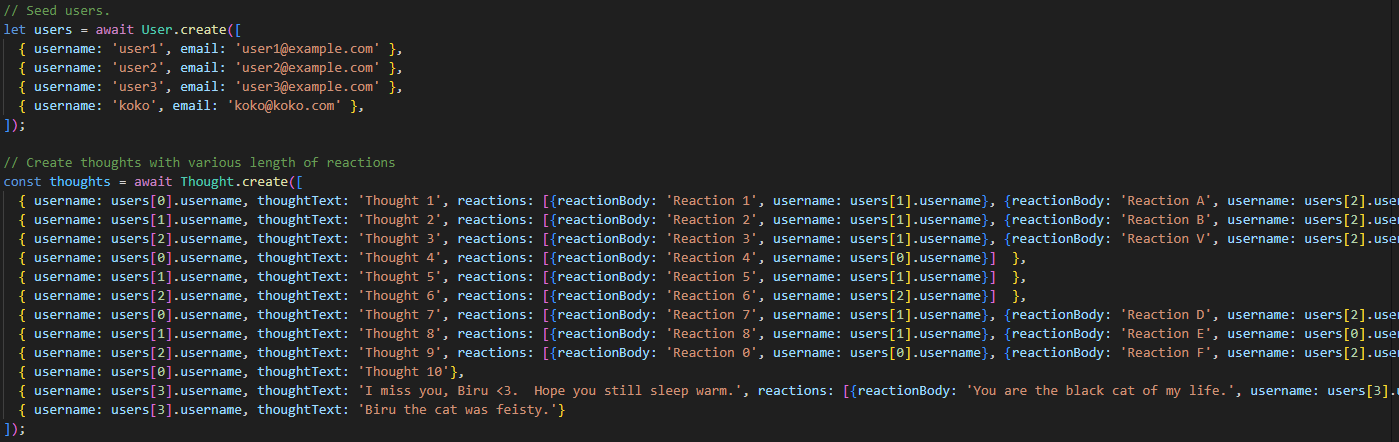 // Seed users.
let users = await User.create([
  { username: 'user1', email: 'user1@example.com' },
  { username: 'user2', email: 'user2@example.com' },
  { username: 'user3', email: 'user3@example.com' },
  { username: 'koko', email: 'koko@koko.com' },
]);

// Create thoughts with various length of reactions
const thoughts = await Thought.create([
  { username: users[0].username, thoughtText: 'Thought 1', reactions: [{reactionBody: 'Reaction 1', username: users[1].username}, {reactionBody: 'Reaction A', username: users[2].use
  { username: users[1].username, thoughtText: 'Thought 2', reactions: [{reactionBody: 'Reaction 2', username: users[1].username}, {reactionBody: 'Reaction B', username: users[2].use
  { username: users[2].username, thoughtText: 'Thought 3', reactions: [{reactionBody: 'Reaction 3', username: users[1].username}, {reactionBody: 'Reaction V', username: users[2].use
  { username: users[0].username, thoughtText: 'Thought 4', reactions: [{reactionBody: 'Reaction 4', username: users[0].username}]  },
  { username: users[1].username, thoughtText: 'Thought 5', reactions: [{reactionBody: 'Reaction 5', username: users[1].username}]  },
  { username: users[2].username, thoughtText: 'Thought 6', reactions: [{reactionBody: 'Reaction 6', username: users[2].username}]  },
  { username: users[0].username, thoughtText: 'Thought 7', reactions: [{reactionBody: 'Reaction 7', username: users[1].username}, {reactionBody: 'Reaction D', username: users[2].use
  { username: users[1].username, thoughtText: 'Thought 8', reactions: [{reactionBody: 'Reaction 8', username: users[1].username}, {reactionBody: 'Reaction E', username: users[0].use
  { username: users[2].username, thoughtText: 'Thought 9', reactions: [{reactionBody: 'Reaction 0', username: users[0].username}, {reactionBody: 'Reaction F', username: users[2].use
  { username: users[0].username, thoughtText: 'Thought 10'},
  { username: users[3].username, thoughtText: 'I miss you, Biru <3.  Hope you still sleep warm.', reactions: [{reactionBody: 'You are the black cat of my life.', username: users[3].
  { username: users[3].username, thoughtText: 'Biru the cat was feisty.'}
]);